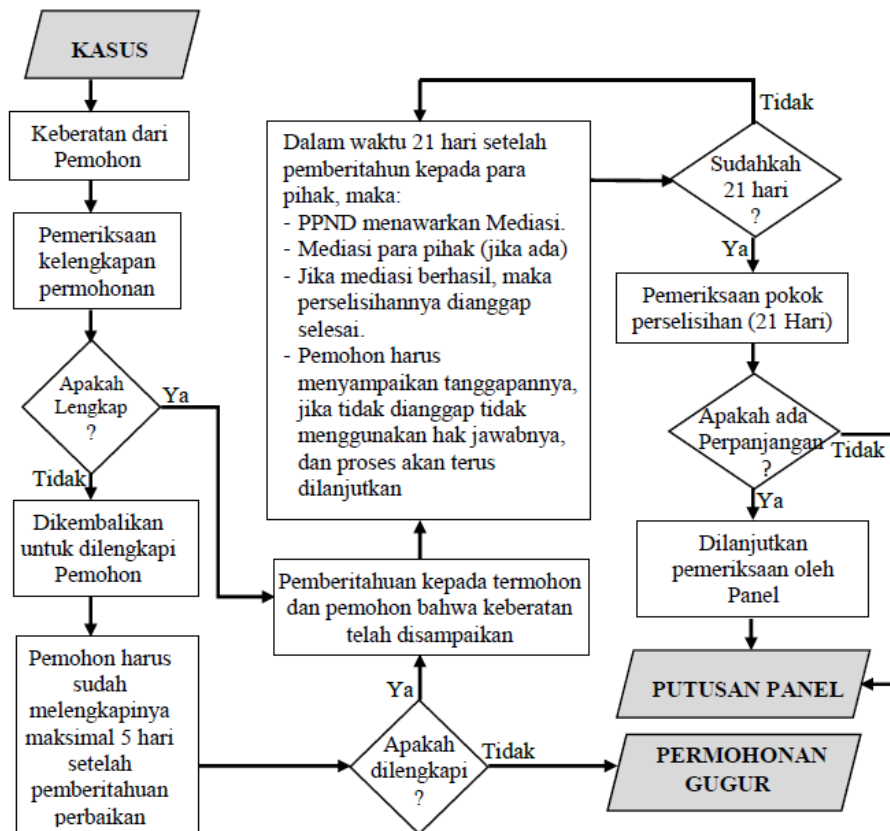 KASUS
Keberatan dari
Pemohon
Pemeriksaan
kelengkapan
permohonan
Apakah
Lengkap
?
Ya
Tidak
Dikembalikan
untuk dilengkapi
Pemohon
Pemohon harus
sudah
melengkapinya
maksimal 5 hari
setelah
pemberitahuan
perbaikan
Apakah
dilengkapi
?
Ya
Tidak
Pemberitahuan kepada termohon
dan pemohon bahwa keberatan
telah disampaikan
Dalam waktu 21 hari setelah
pemberitahun kepada para
pihak, maka:
- PPND menawarkan Mediasi.
- Mediasi para pihak (jika ada)
- Jika mediasi berhasil, maka
perselisihannya dianggap
selesai.
- Pemohon harus
menyampaikan tanggapannya,
jika tidak dianggap tidak
menggunakan hak jawabnya,
dan proses akan terus
dilanjutkan
Tidak
Sudahkah
21 hari
?
Ya
Pemeriksaan pokok
perselisihan (21 Hari)
Apakah ada
Perpanjangan
?
Tidak
Ya
Dilanjutkan
pemeriksaan oleh
Panel
PUTUSAN PANEL
PERMOHONAN
GUGUR